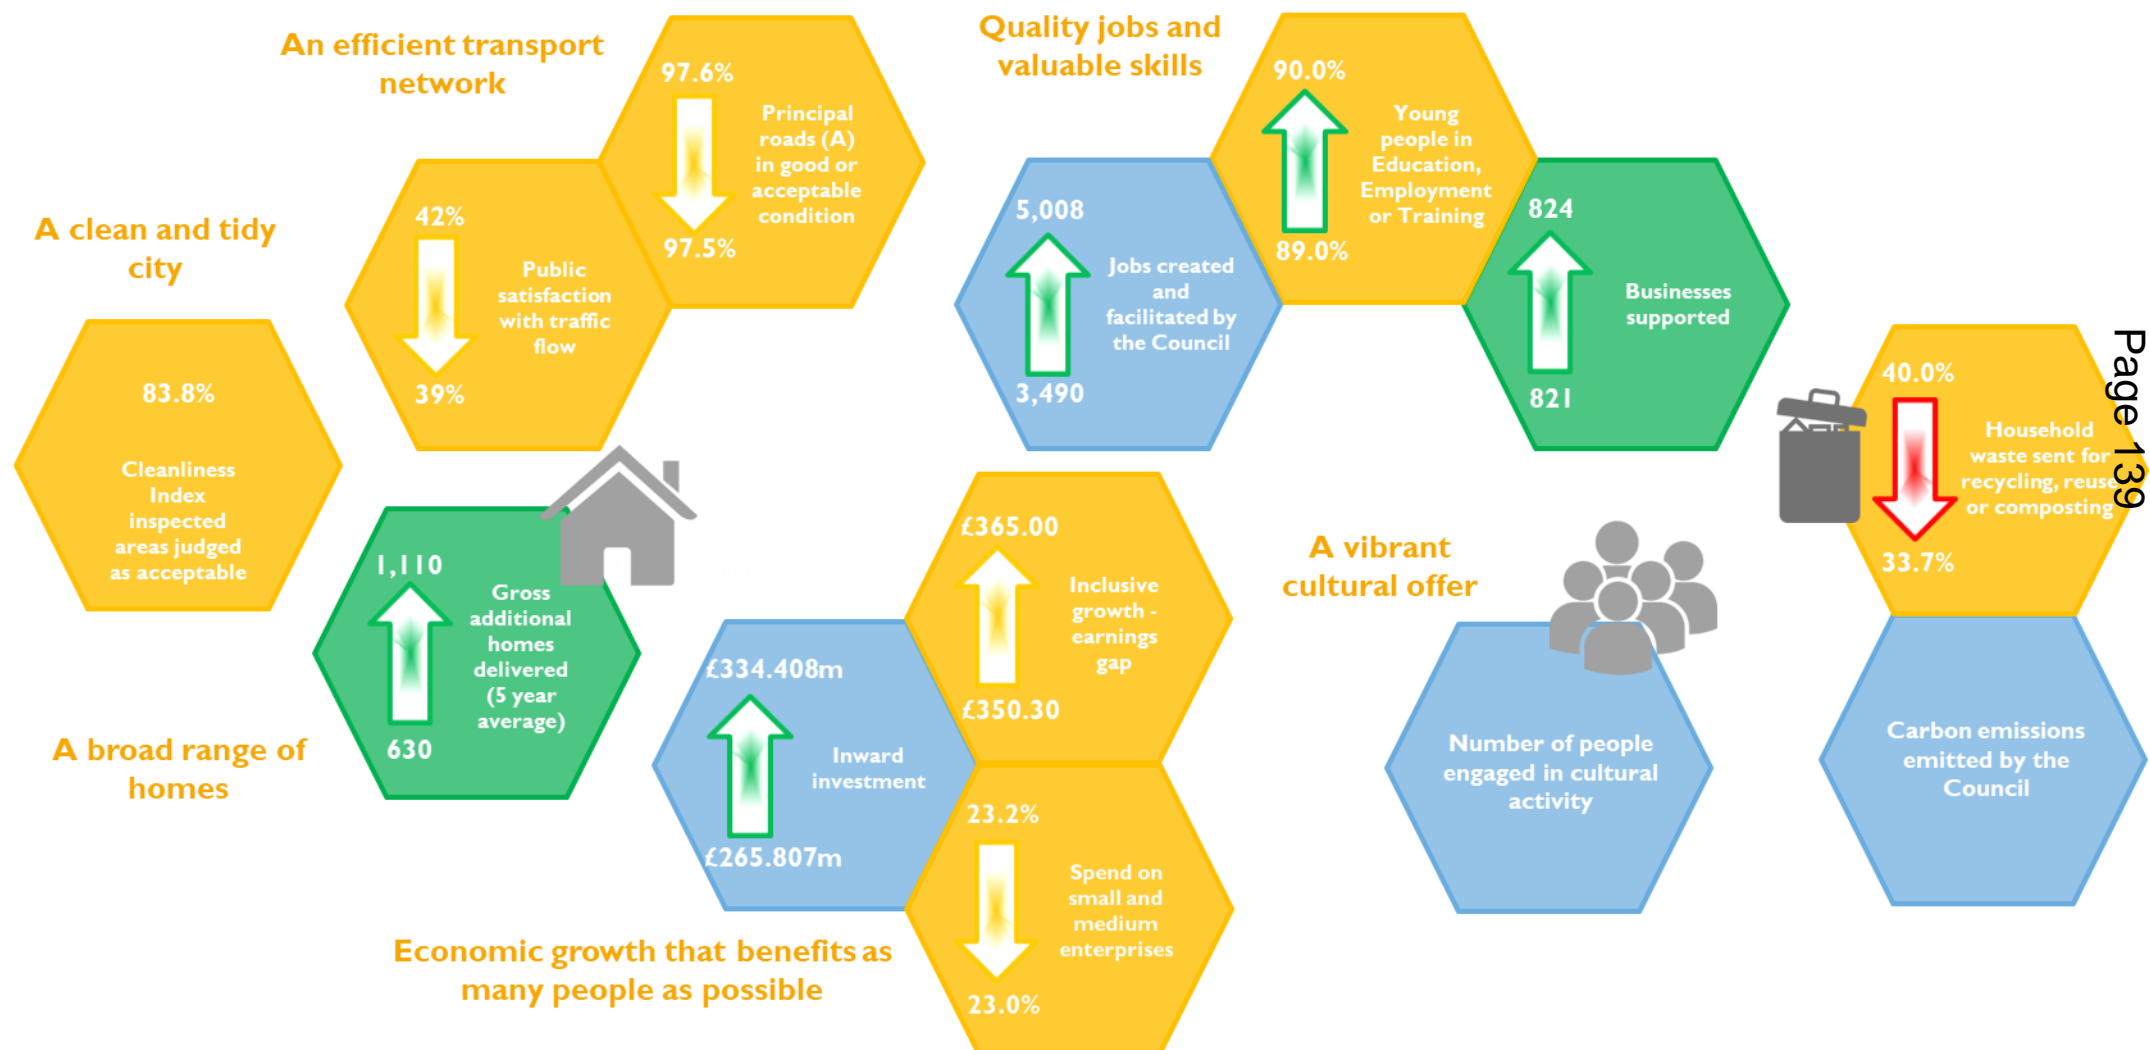 An efficient transport
network
97.6%
Principal
roads (A)
in good or
acceptable
condition
97.5%
42%
Public
satisfaction
with traffic
flow
39%
A clean and tidy
city
83.8%
Cleanliness
Index
inspected
areas judged
as acceptable
1,110
Gross
additional
homes
delivered
(5 year
average)
630
A broad range of
homes
Quality jobs and
valuable skills
90.0%
Young
people in
Education,
Employment
or Training
89.0%
5,008
Jobs created
and
facilitated by
the Council
3,490
824
Businesses
supported
821
£365.00
Inclusive
growth -
earnings
gap
£350.30
£334.408m
Inward
investment
£265.807m
23.2%
Spend on
small and
medium
enterprises
23.0%
Economic growth that benefits as
many people as possible
A vibrant
cultural offer
Number of people
engaged in cultural
activity
40.0%
Household
waste sent for
recycling, reuse
or composting
33.7%
Carbon emissions
emitted by the
Council
Page 139